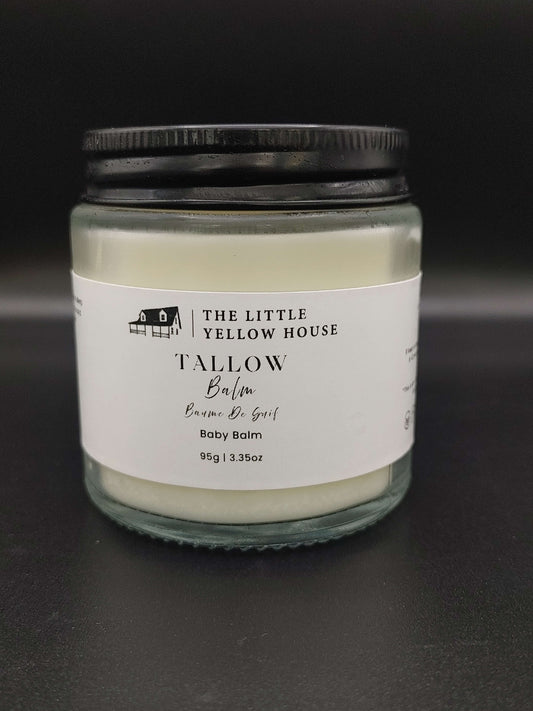 THE LITTLE
YELLOW HOUSE
TALLOW
Balm
Baume De Suif
Baby Balm
95g | 3.35oz